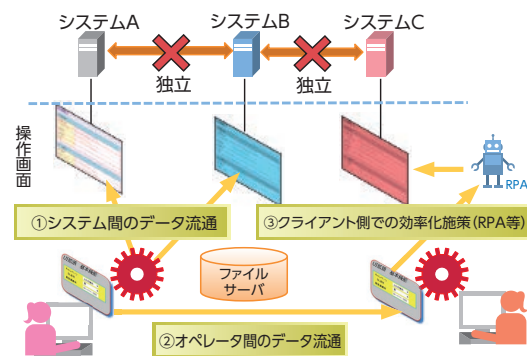 システムA
システムB
システムC
独立
独立
操作画面
RPA
①システム間のデータ流通
③クライアント側での効率化施策(RPA等)
ファイル
サーバ
②オペレータ間のデータ流通